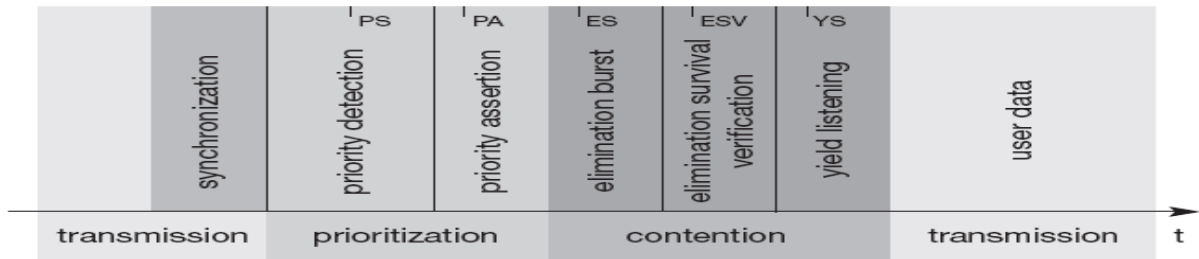 PS
PA
ES
ESV
YS
synchronization
priority detection
priority assertion
elimination burst
elimination survival
verification
yield listening
user data
transmission
prioritization
contention
transmission
t